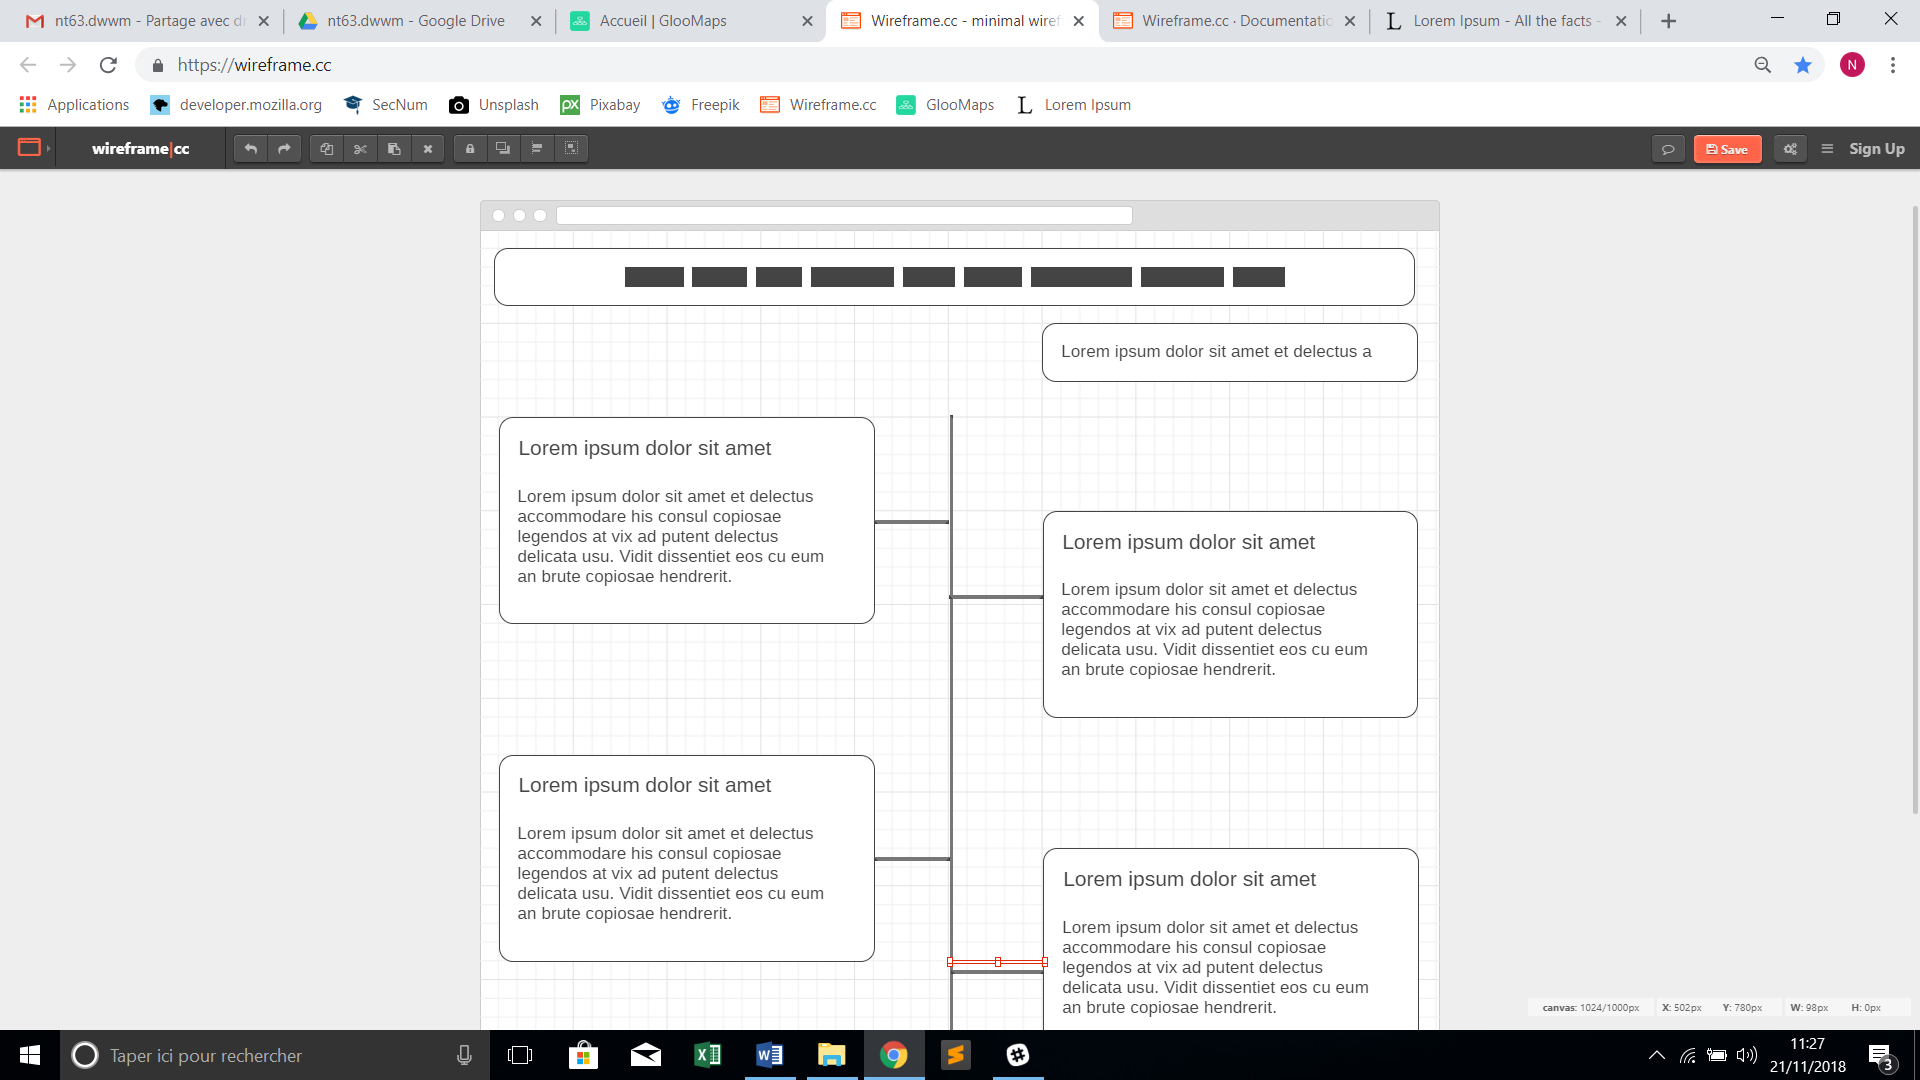 nt63.dwwm - Partage avec dr
nt63.dwwm - Google Drive
Accueil | GlooMaps
Wireframe.cc - minimal wiref
Wireframe.cc · Documentatio
Lorem Ipsum - All the facts -
https://wireframe.cc
N
Applications
developer.mozilla.org
SecNum
Unsplash
Pixabay
Freepik
Wireframe.cc
GlooMaps
Lorem Ipsum
wireframe|cc
Save
Sign Up
Lorem ipsum dolor sit amet et delectus a
Lorem ipsum dolor sit amet
Lorem ipsum dolor sit amet et delectus
accommodare his consul copiosae
legendos at vix ad putent delectus
delicata usu. Vidit dissentiet eos cu eum
an brute copiosae hendrerit.
Lorem ipsum dolor sit amet
Lorem ipsum dolor sit amet et delectus
accommodare his consul copiosae
legendos at vix ad putent delectus
delicata usu. Vidit dissentiet eos cu eum
an brute copiosae hendrerit.
Lorem ipsum dolor sit amet
Lorem ipsum dolor sit amet et delectus
accommodare his consul copiosae
legendos at vix ad putent delectus
delicata usu. Vidit dissentiet eos cu eum
an brute copiosae hendrerit.
Lorem ipsum dolor sit amet
Lorem ipsum dolor sit amet et delectus
accommodare his consul copiosae
legendos at vix ad putent delectus
delicata usu. Vidit dissentiet eos cu eum
an brute copiosae hendrerit.
canvas: 1024/1000px X: 502px Y: 780px W: 98px H: 0px
Taper ici pour rechercher
11:27
21/11/2018
3